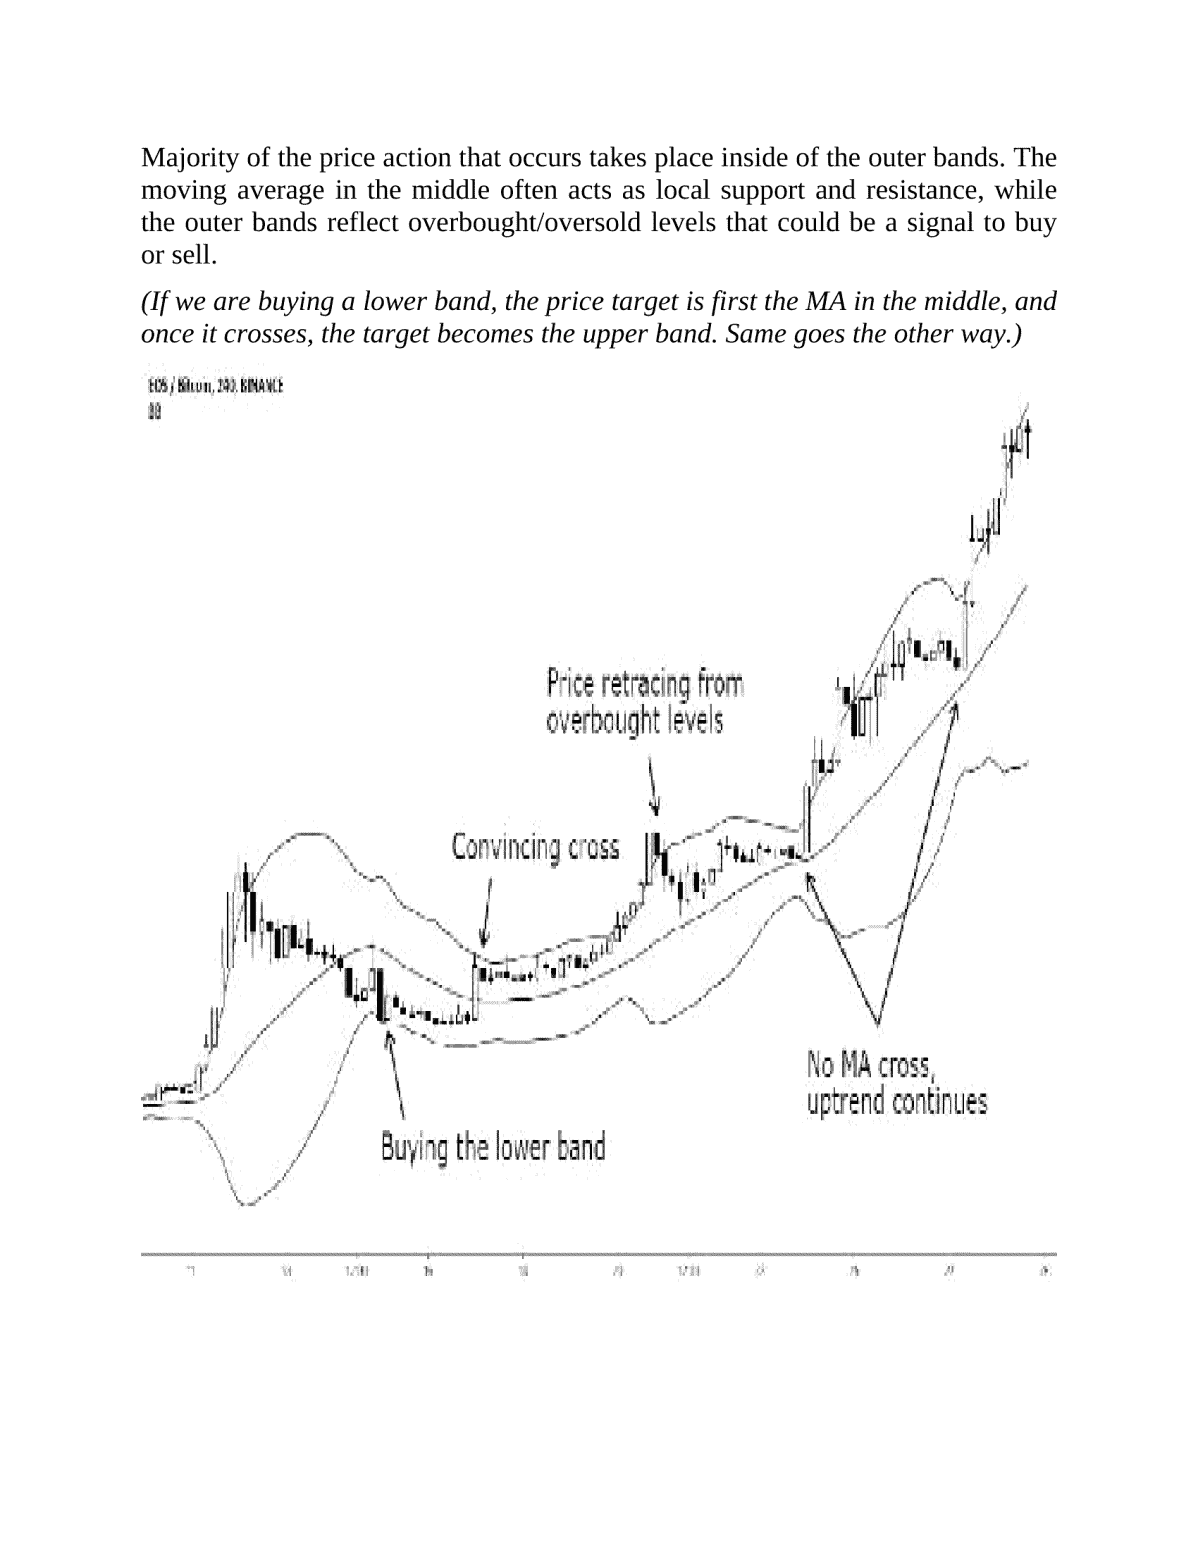 Majority of the price action that occurs takes place inside of the outer bands. The
moving average in the middle often acts as local support and resistance, while
the outer bands reflect overbought/oversold levels that could be a signal to buy
or sell.
(If we are buying a lower band, the price target is first the MA in the middle, and
once it crosses, the target becomes the upper band. Same goes the other way.)
EOS / Bitcoin, 240, BINANCE
BB
Price retracing from
overbought levels
Convincing cross
No MA cross,
uptrend continues
Buying the lower band